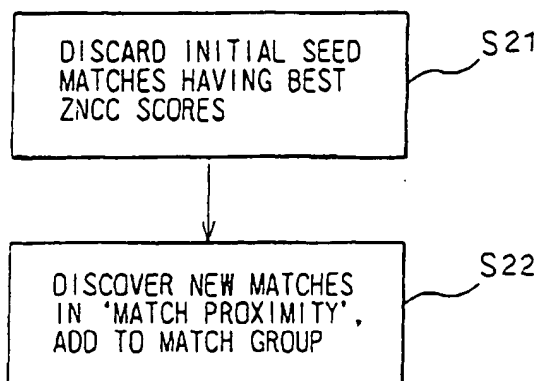 DISCARD INITIAL SEED
MATCHES HAVING BEST
ZNCC SCORES
S21
DISCOVER NEW MATCHES
IN 'MATCH PROXIMITY',
ADD TO MATCH GROUP
S22